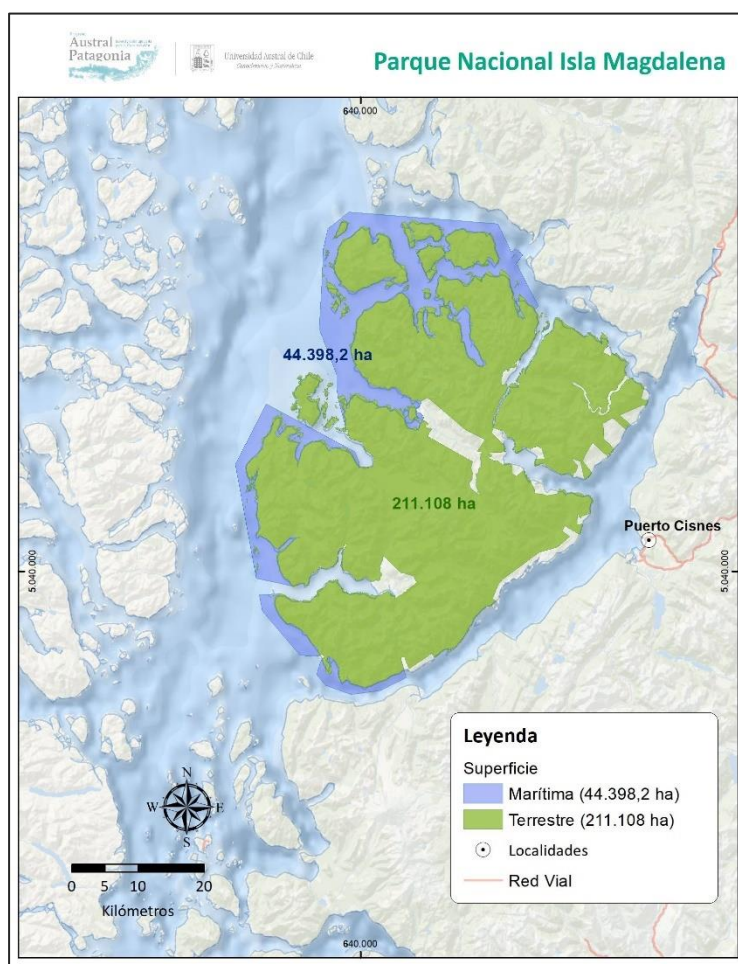 Austral
Patagonia
Universidad Austral de Chile
Conocimiento y Naturaleza
Parque Nacional Isla Magdalena
640.000
44.398,2 ha
211.108 ha
Puerto Cisnes
5.040.000
5.040.000
Leyenda
Superficie
Marítima (44.398,2 ha)
Terrestre (211.108 ha)
Localidades
Red Vial
N
W
E
S
0 5 10 20
Kilómetros
640.000